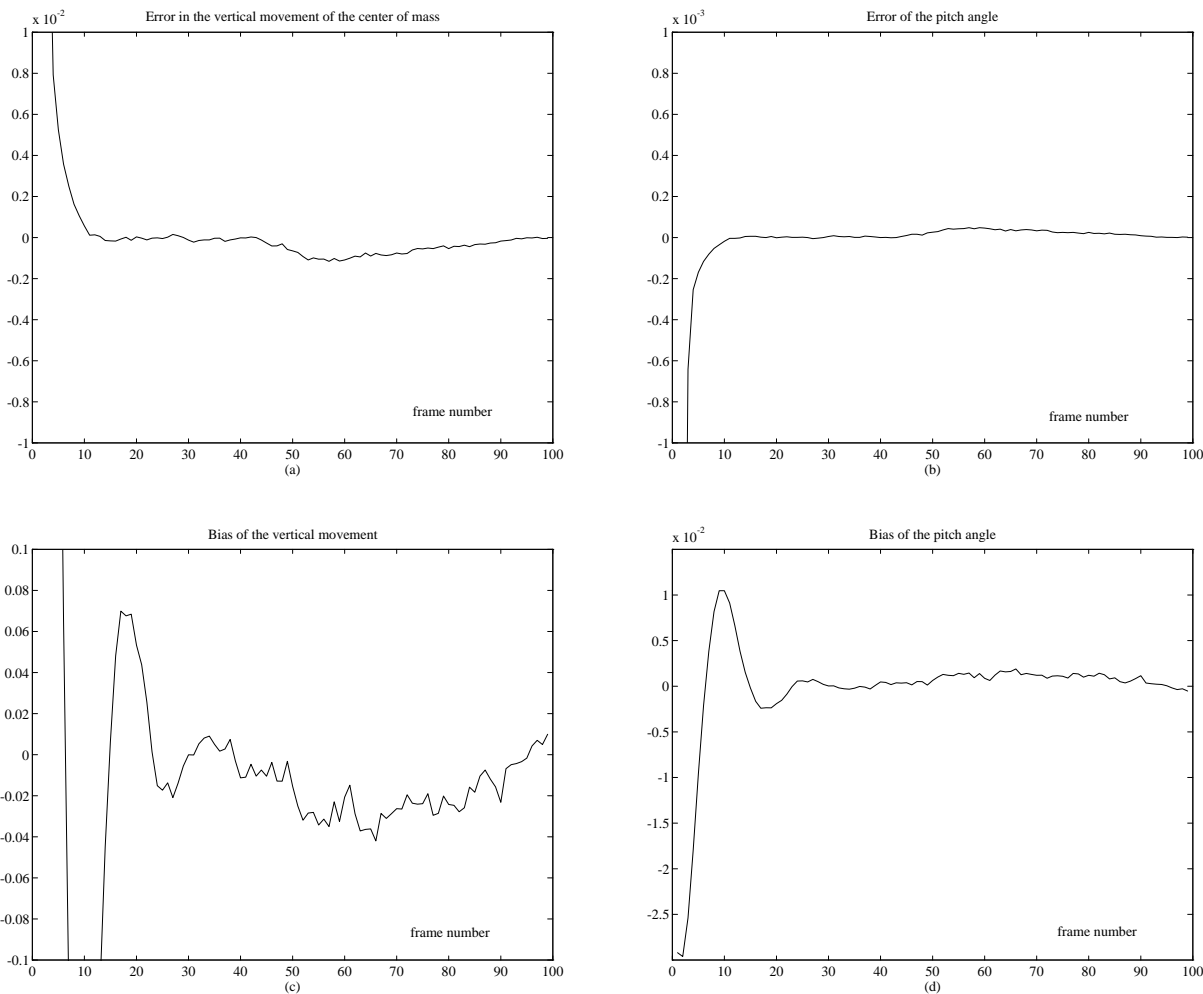 x 10-2
Error in the vertical movement of the center of mass
1
0.8
0.6
0.4
0.2
0
-0.2
-0.4
-0.6
-0.8
-1
frame number
0 10 20 30 40 50 60 70 80 90 100
(a)
x 10-3
Error of the pitch angle
1
0.8
0.6
0.4
0.2
0
-0.2
-0.4
-0.6
-0.8
-1
frame number
0 10 20 30 40 50 60 70 80 90 100
(b)
Bias of the vertical movement
0.1
0.08
0.06
0.04
0.02
0
-0.02
-0.04
-0.06
-0.08
-0.1
frame number
0 10 20 30 40 50 60 70 80 90 100
(c)
x 10-2
Bias of the pitch angle
1
0.5
0
-0.5
-1
-1.5
-2
-2.5
frame number
0 10 20 30 40 50 60 70 80 90 100
(d)